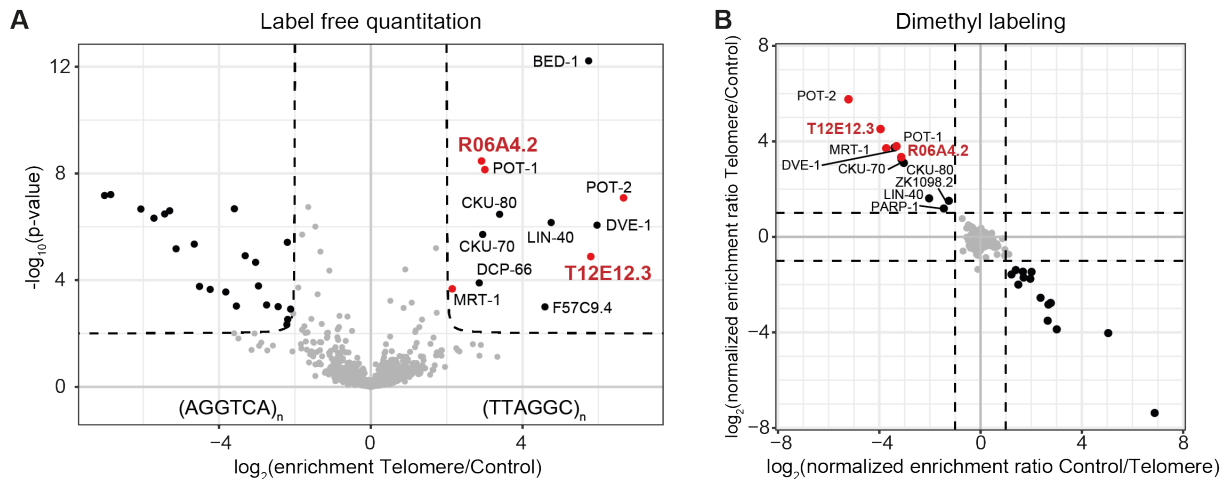 A
Label free quantitation
-log10(p-value)
12
8
4
0
BED-1
R06A4.2
POT-1
POT-2
CKU-80
DVE-1
LIN-40
CKU-70
T12E12.3
DCP-66
MRT-1
F57C9.4
(AGGTCA)n
(TTAGGC)n
−4
0
4
log2(enrichment Telomere/Control)
B
Dimethyl labeling
log2(normalized enrichment ratio Telomere/Control)
8
4
0
−4
−8
POT-2
T12E12.3
POT-1
MRT-1
R06A4.2
DVE-1
CKU-70
CKU-80
ZK1098.2
LIN-40
PARP-1
−8
−4
0
4
8
log2(normalized enrichment ratio Control/Telomere)